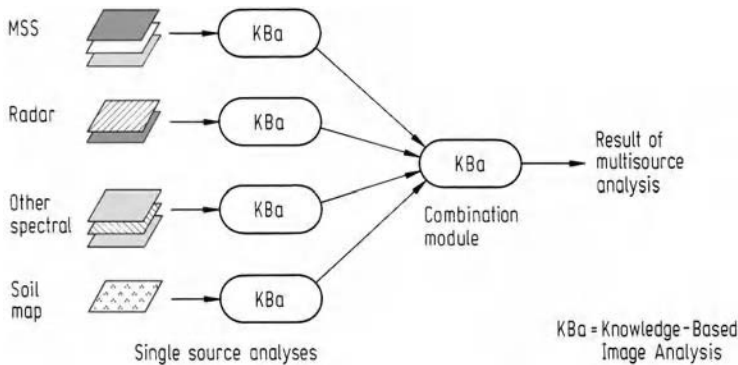 MSS
KBa
Radar
KBa
Other
spectral
KBa
Soil
map
KBa
Single source analyses
KBa
Combination
module
Result of
multisource
analysis
KBa = Knowledge-Based
Image Analysis